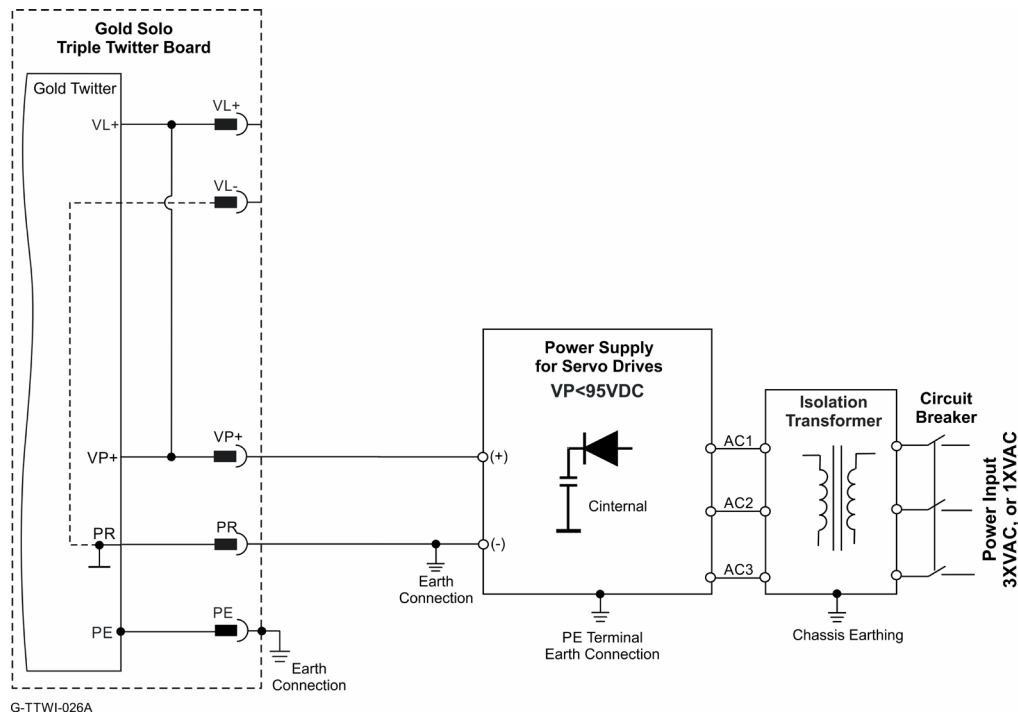 Gold Solo
Triple Twitter Board
Gold Twitter
VL+
VL+
VL-
VP+
VP+
PR
PR
PE
PE
Earth
Connection
Earth
Connection
Power Supply
for Servo Drives
VP<95VDC
(+)
(-)
Cinternal
PE Terminal
Earth Connection
AC1
AC2
AC3
Isolation
Transformer
Chassis Earthing
Circuit
Breaker
Power Input
3XVAC, or 1XVAC
G-TTWI-026A